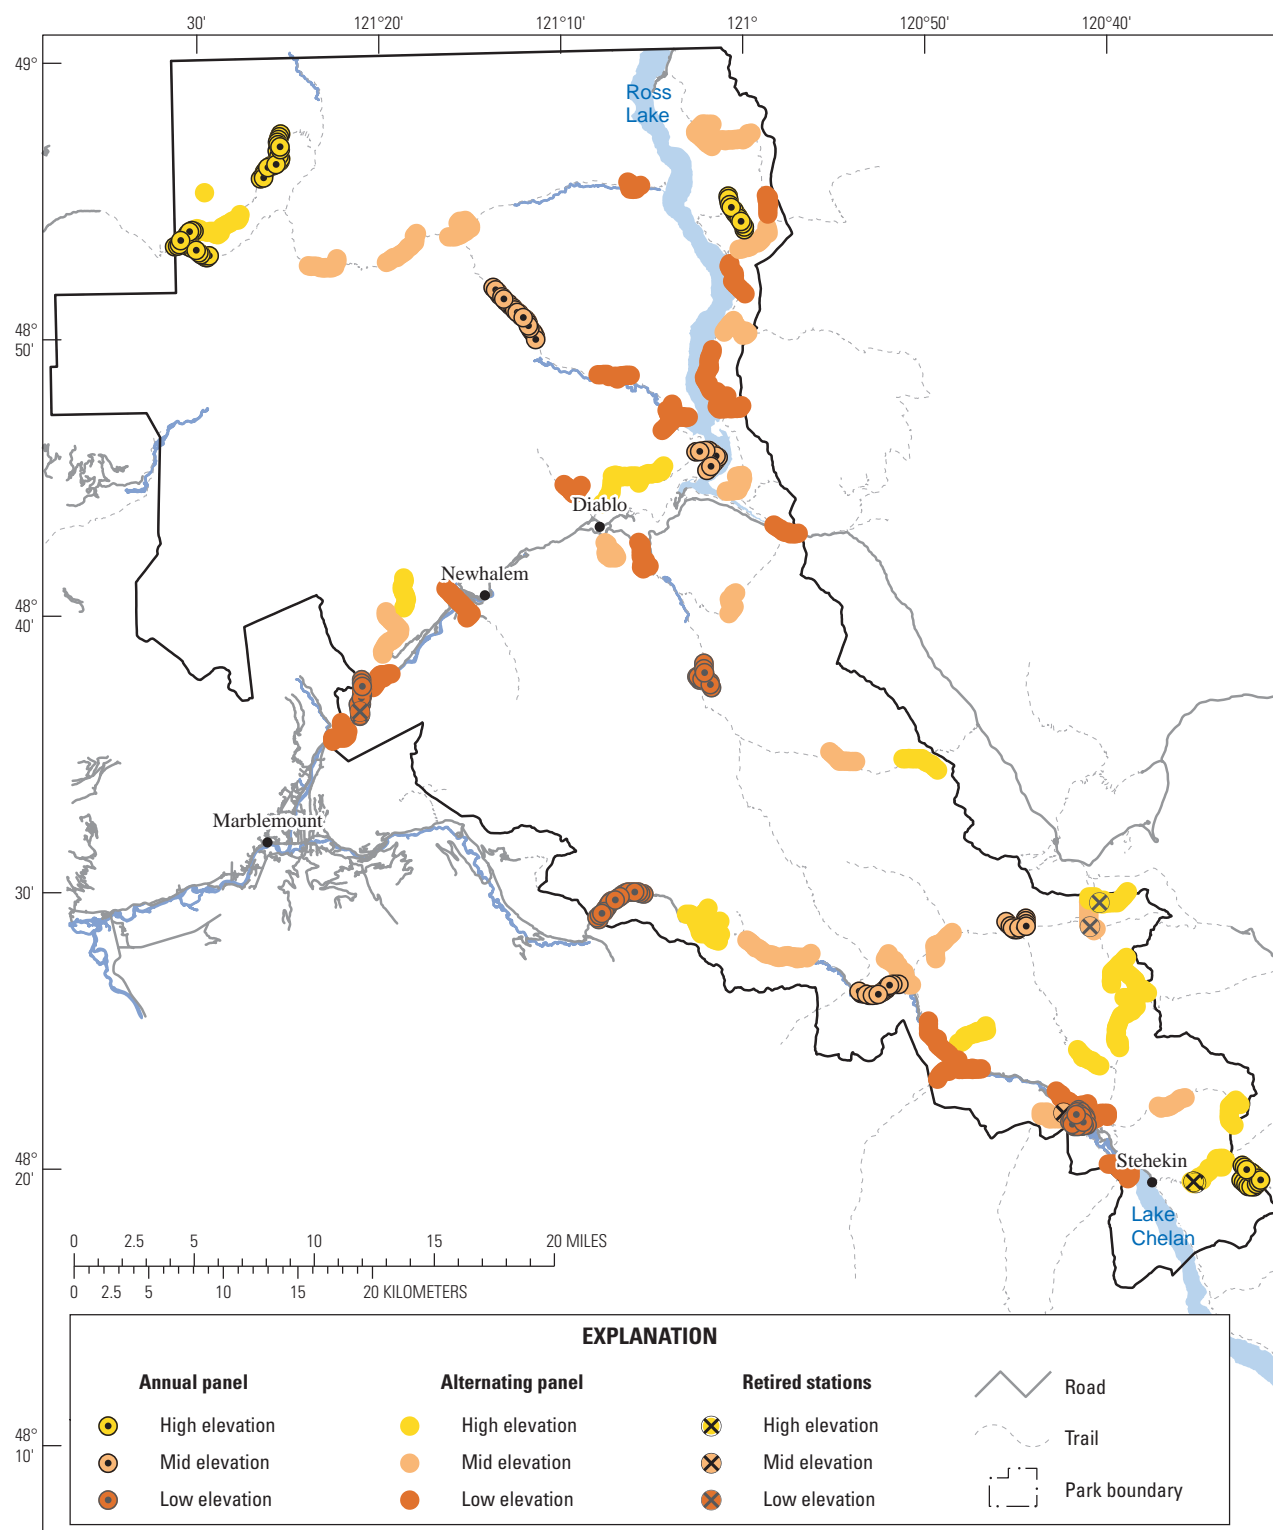 30'
121°20'
121°10'
121°
120°50'
120°40'
49°
Ross
Lake
48°
50'
Diablo
Newhalem
48°
40'
Marblemount
30'
48°
20'
Stehekin
Lake
Chelan
0 2.5 5 10 15 20 MILES
0 2.5 5 10 15 20 KILOMETERS
EXPLANATION
Annual panel
High elevation
Mid elevation
Low elevation
Alternating panel
High elevation
Mid elevation
Low elevation
Retired stations
High elevation
Mid elevation
Low elevation
Road
Trail
Park boundary
48°
10'